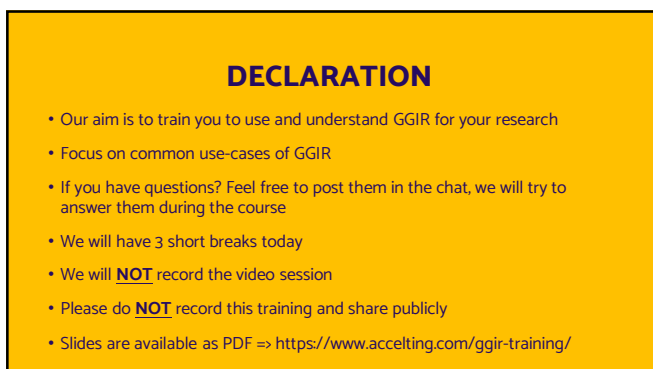 DECLARATION
• Our aim is to train you to use and understand GGIR for your research
• Focus on common use-cases of GGIR
• If you have questions? Feel free to post them in the chat, we will try to
answer them during the course
• We will have 3 short breaks today
• We will NOT record the video session
• Please do NOT record this training and share publicly
• Slides are available as PDF => https://www.accelting.com/ggir-training/